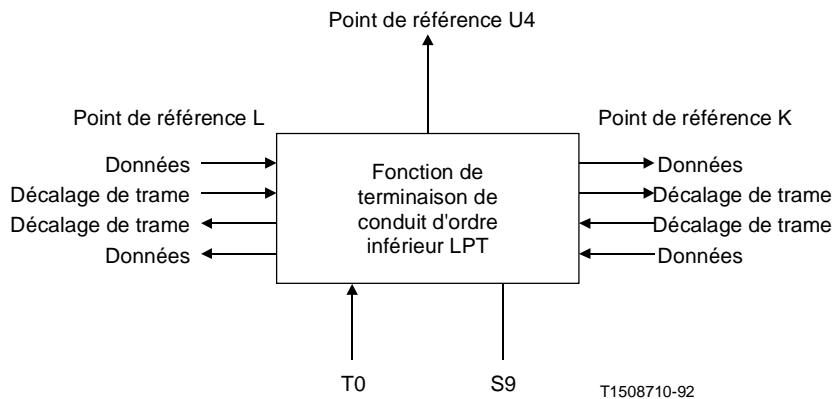 Point de référence U4
Point de référence L
Point de référence K
Données
Décalage de trame
Décalage de trame
Données
Fonction de
terminaison de
conduit d'ordre
inférieur LPT
Données
Décalage de trame
Décalage de trame
Données
T0
S9
T1508710-92